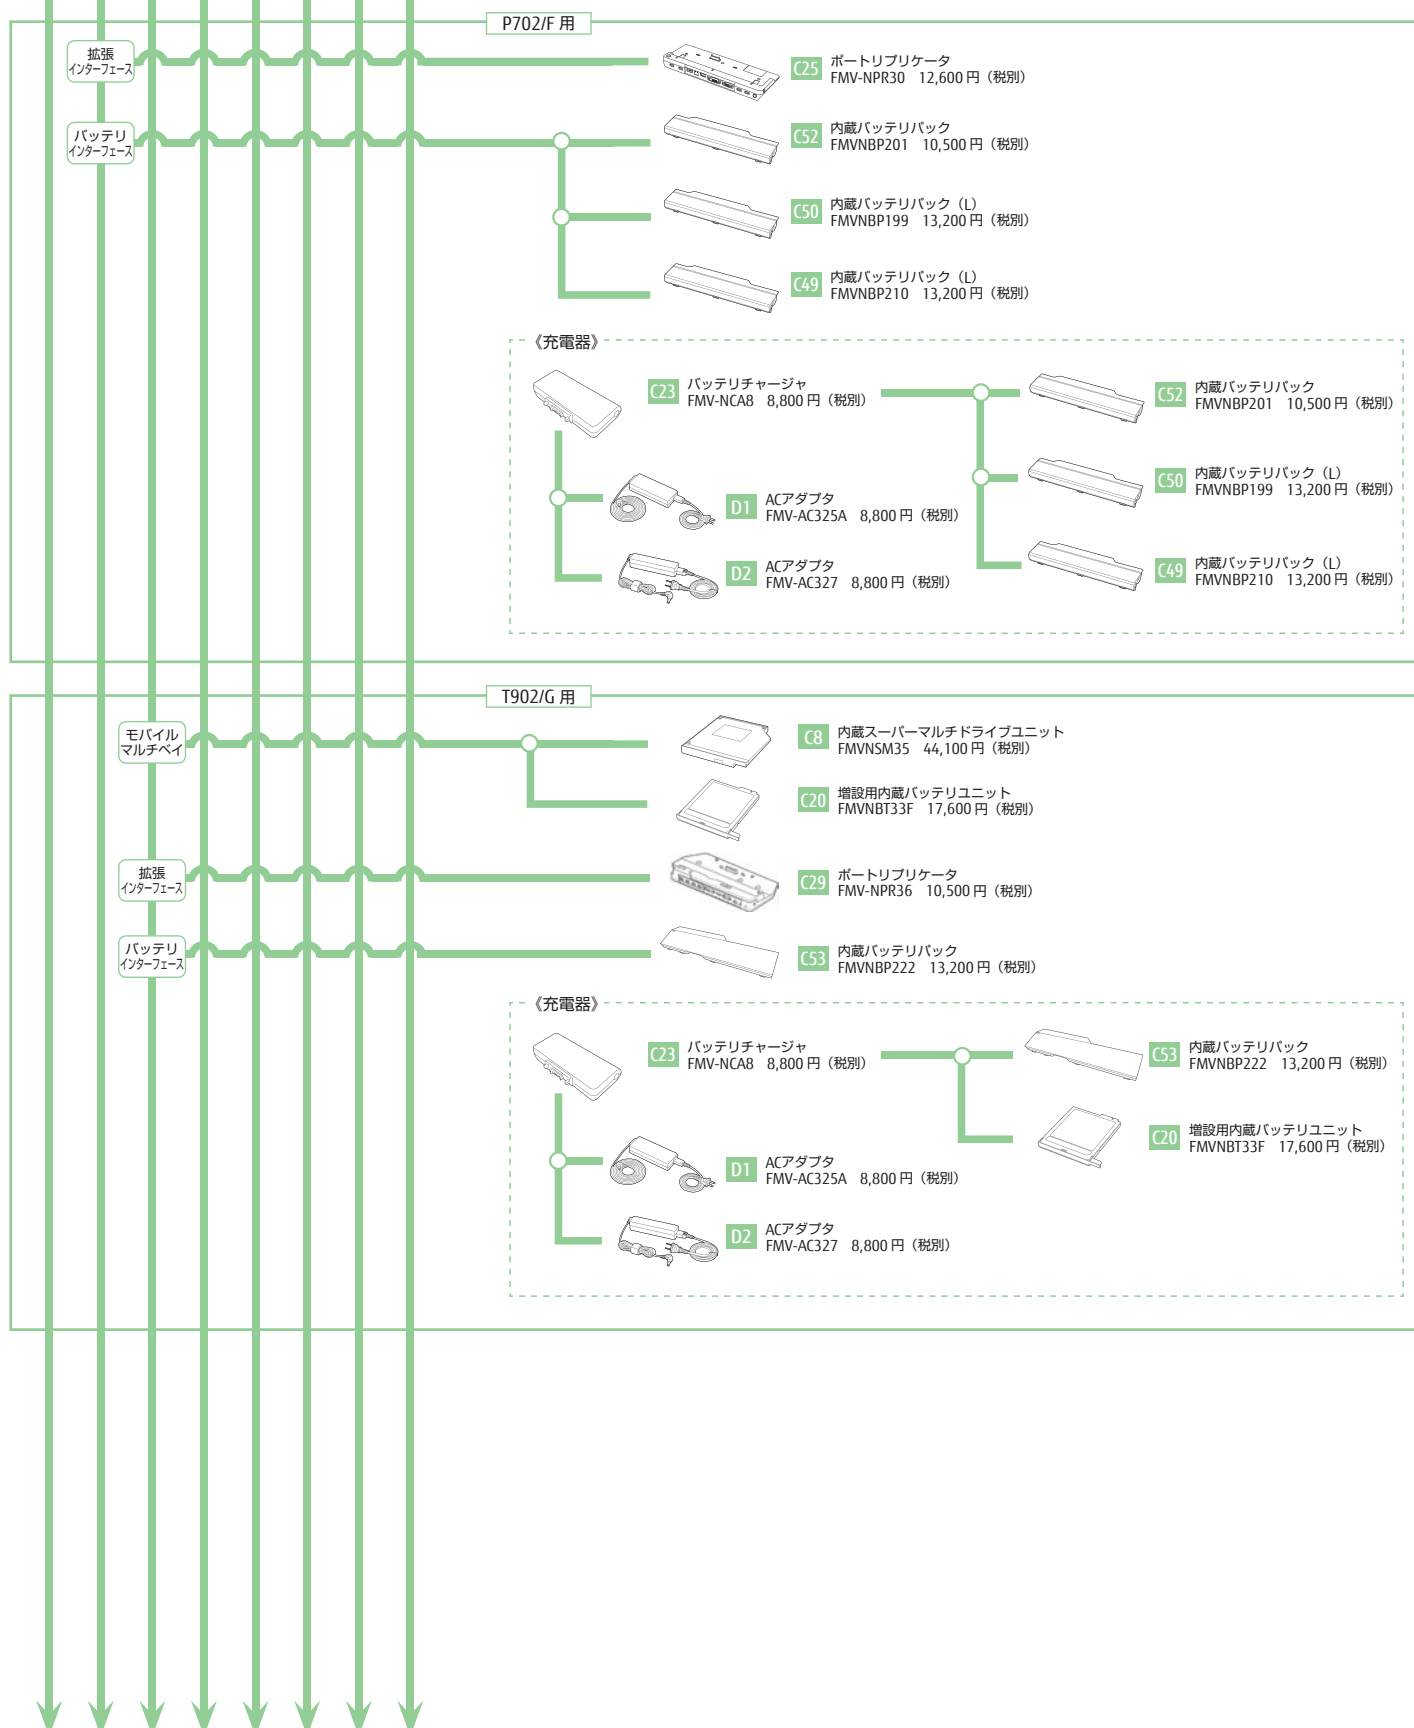 P702/F 用
拡張
インターフェース
C25
ポートリプリケータ
FMV-NPR30 12,600 円（税別）
バッテリ
インターフェース
C52
内蔵バッテリパック
FMVNBP201 10,500 円（税別）
C50
内蔵バッテリパック（L）
FMVNBP199 13,200 円（税別）
C49
内蔵バッテリパック（L）
FMVNBP210 13,200 円（税別）
《充電器》
C23
バッテリチャージャ
FMV-NCA8 8,800 円（税別）
C52
内蔵バッテリパック
FMVNBP201 10,500 円（税別）
D1
ACアダプタ
FMV-AC325A 8,800 円（税別）
C50
内蔵バッテリパック（L）
FMVNBP199 13,200 円（税別）
D2
ACアダプタ
FMV-AC327 8,800 円（税別）
C49
内蔵バッテリパック（L）
FMVNBP210 13,200 円（税別）
T902/G 用
モバイル
マルチベイ
C8
内蔵スーパーマルチドライブユニット
FMVNSM35 44,100 円（税別）
C20
増設用内蔵バッテリユニット
FMVNBT33F 17,600 円（税別）
拡張
インターフェース
C29
ポートリプリケータ
FMV-NPR36 10,500 円（税別）
バッテリ
インターフェース
C53
内蔵バッテリパック
FMVNBP222 13,200 円（税別）
《充電器》
C23
バッテリチャージャ
FMV-NCA8 8,800 円（税別）
C53
内蔵バッテリパック
FMVNBP222 13,200 円（税別）
C20
増設用内蔵バッテリユニット
FMVNBT33F 17,600 円（税別）
D1
ACアダプタ
FMV-AC325A 8,800 円（税別）
D2
ACアダプタ
FMV-AC327 8,800 円（税別）